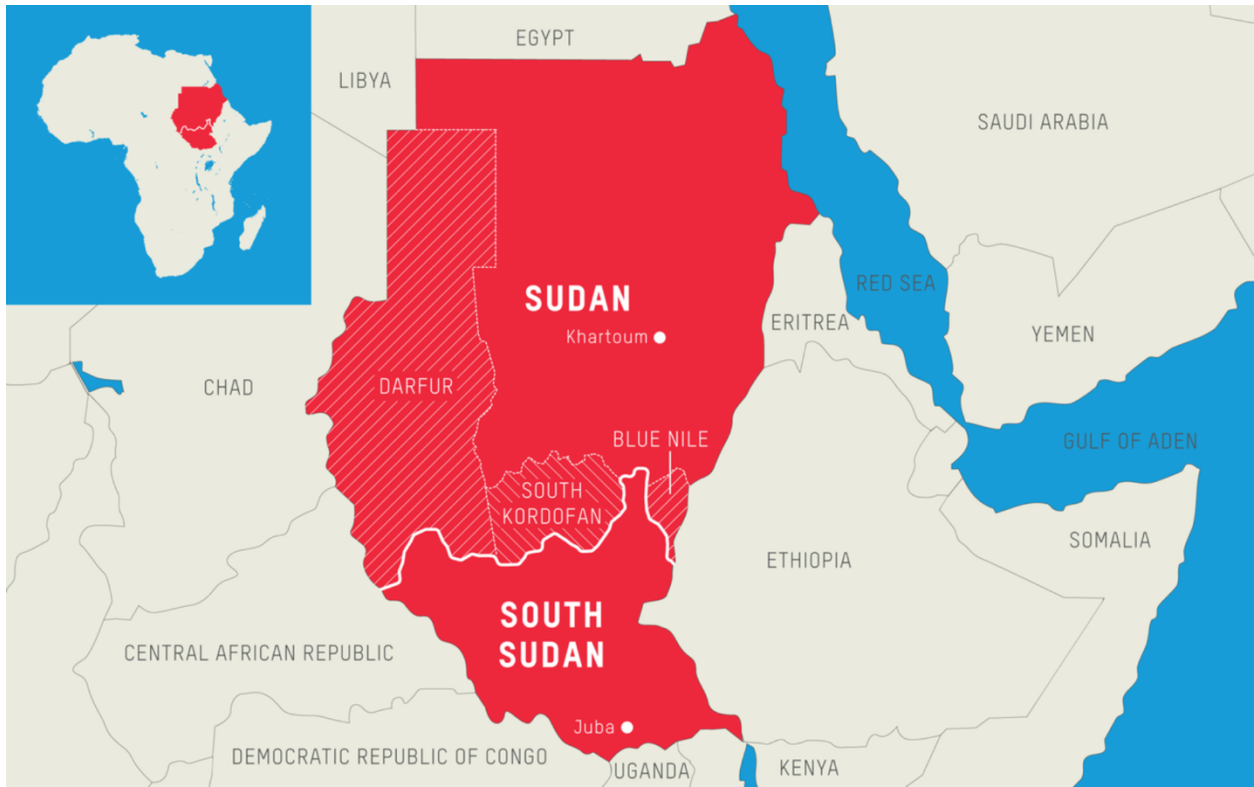 EGYPT
LIBYA
SAUDI ARABIA
SUDAN
RED SEA
Khartoum
ERITREA
YEMEN
CHAD
DARFUR
BLUE NILE
GULF OF ADEN
SOUTH
KORDOFAN
SOMALIA
ETHIOPIA
SOUTH
SUDAN
CENTRAL AFRICAN REPUBLIC
Juba
DEMOCRATIC REPUBLIC OF CONGO
UGANDA
KENYA